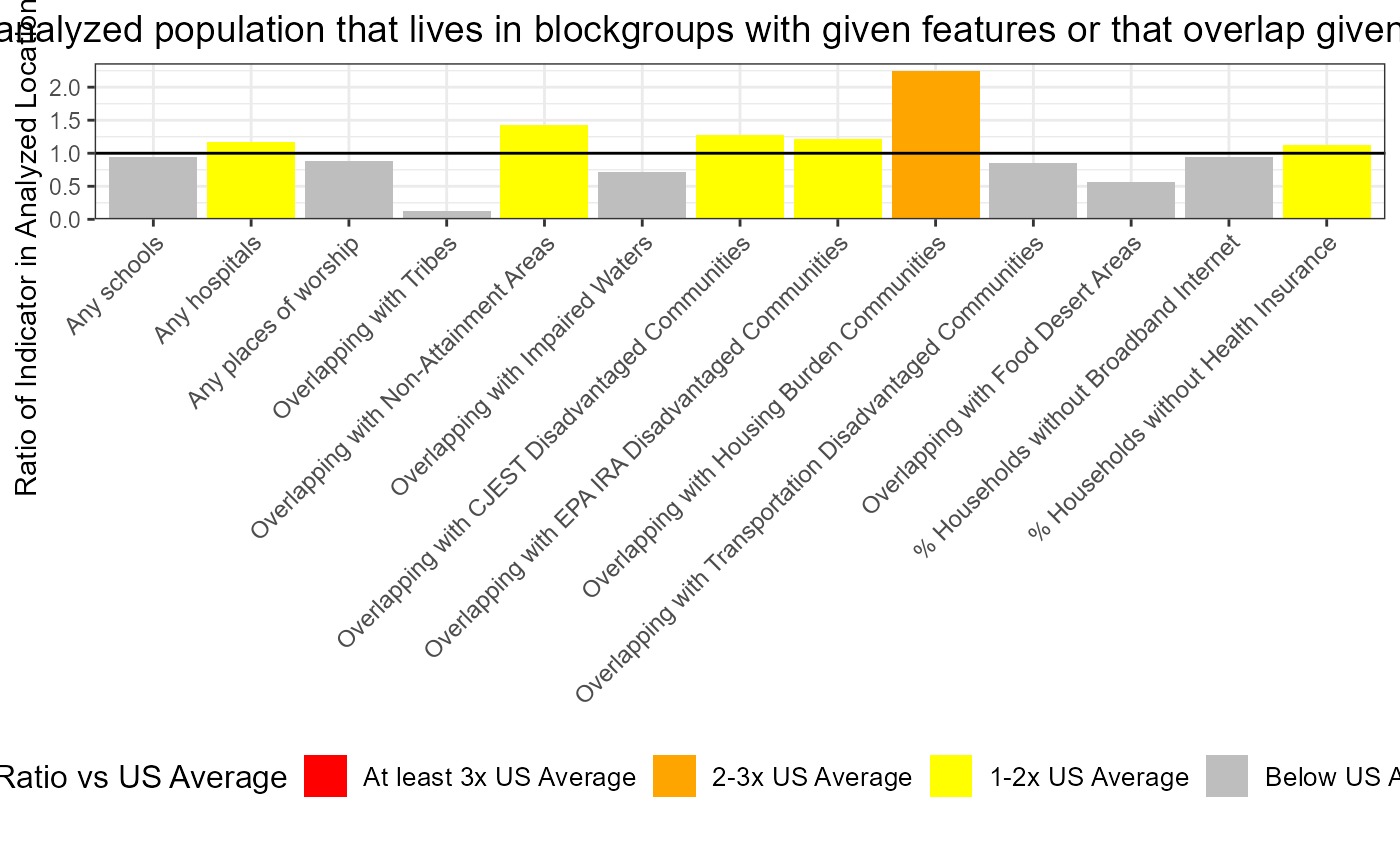 analyzed population that lives in blockgroups with given features or that overlap given
Ratio of Indicator in Analyzed Location
2.0
1.5
1.0
0.5
0.0
Any schools
Any hospitals
Any places of worship
Overlapping with Tribes
Overlapping with Non-Attainment Areas
Overlapping with Impaired Waters
Overlapping with CJEST Disadvantaged Communities
Overlapping with EPA IRA Disadvantaged Communities
Overlapping with Housing Burden Communities
Overlapping with Transportation Disadvantaged Communities
Overlapping with Food Desert Areas
% Households without Broadband Internet
% Households without Health Insurance
Ratio vs US Average
At least 3x US Average
2-3x US Average
1-2x US Average
Below US A